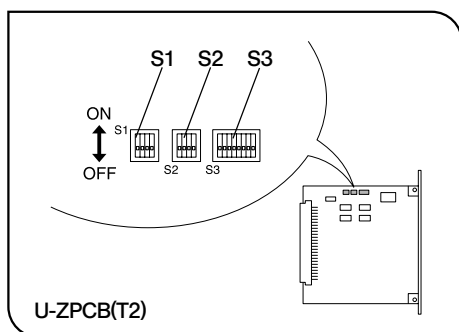 S1 S2 S3
ON
OFF
S1
S2
S3
U-ZPCB(T2)